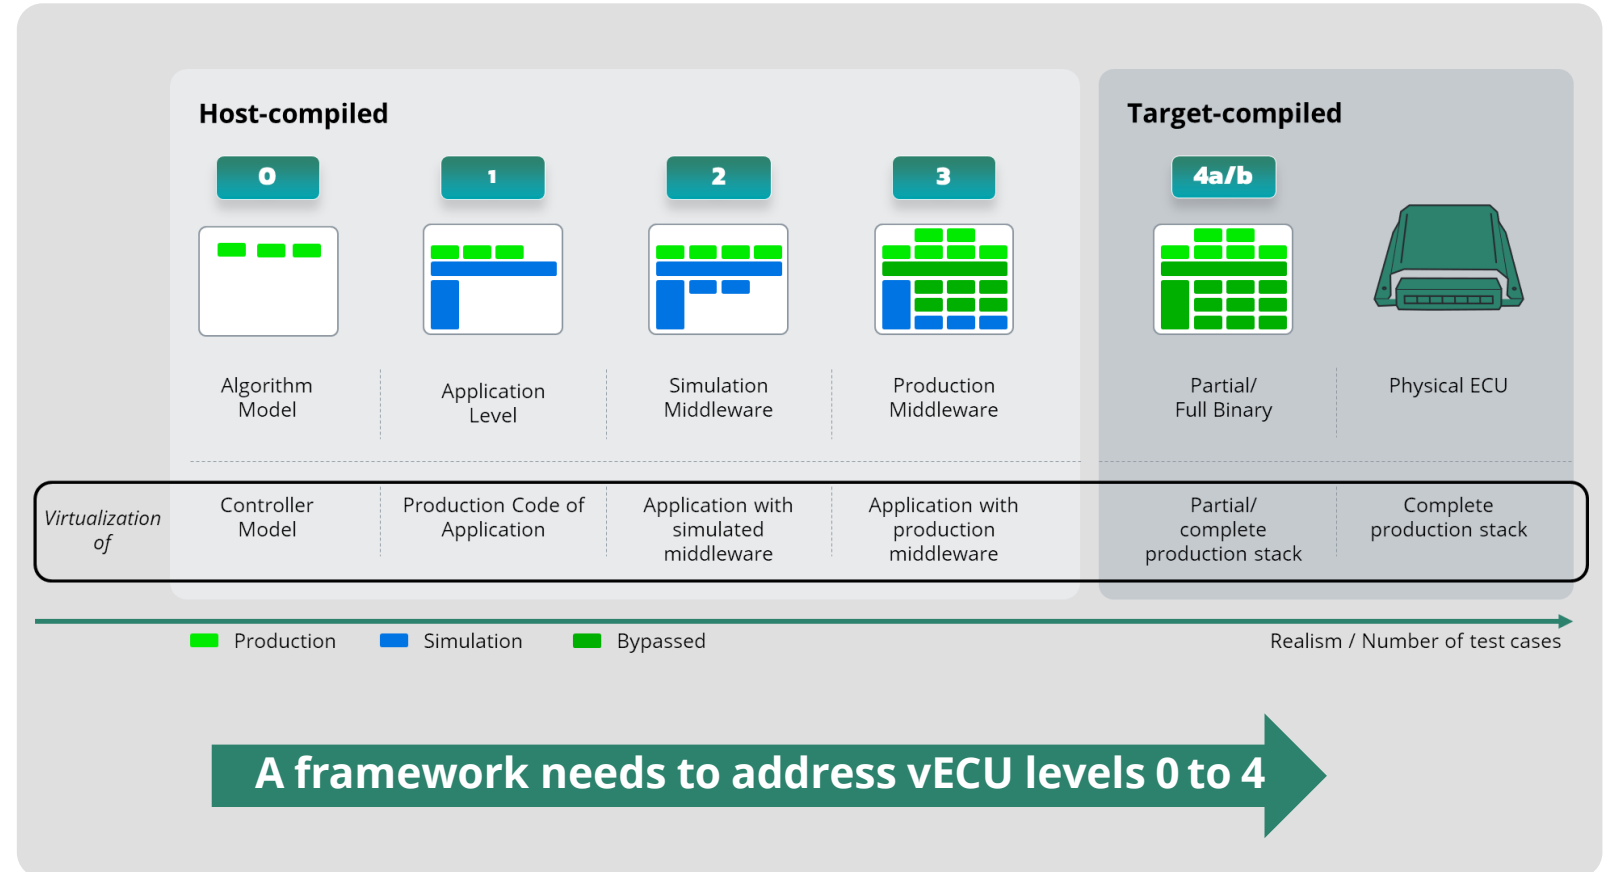 Host-compiled
Target-compiled
0
1
2
3
4a/b
Algorithm
Model
Application
Level
Simulation
Middleware
Production
Middleware
Partial/
Full Binary
Physical ECU
Virtualization
of
Controller
Model
Production Code of
Application
Application with
simulated
middleware
Application with
production
middleware
Partial/
complete
production stack
Complete
production stack
Production
Simulation
Bypassed
Realism / Number of test cases
A framework needs to address vECU levels 0 to 4